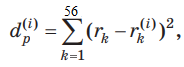 $d_p^{(i)} = \sum_{k=1}^{56} (r_k - r_k^{(i)})^2,$